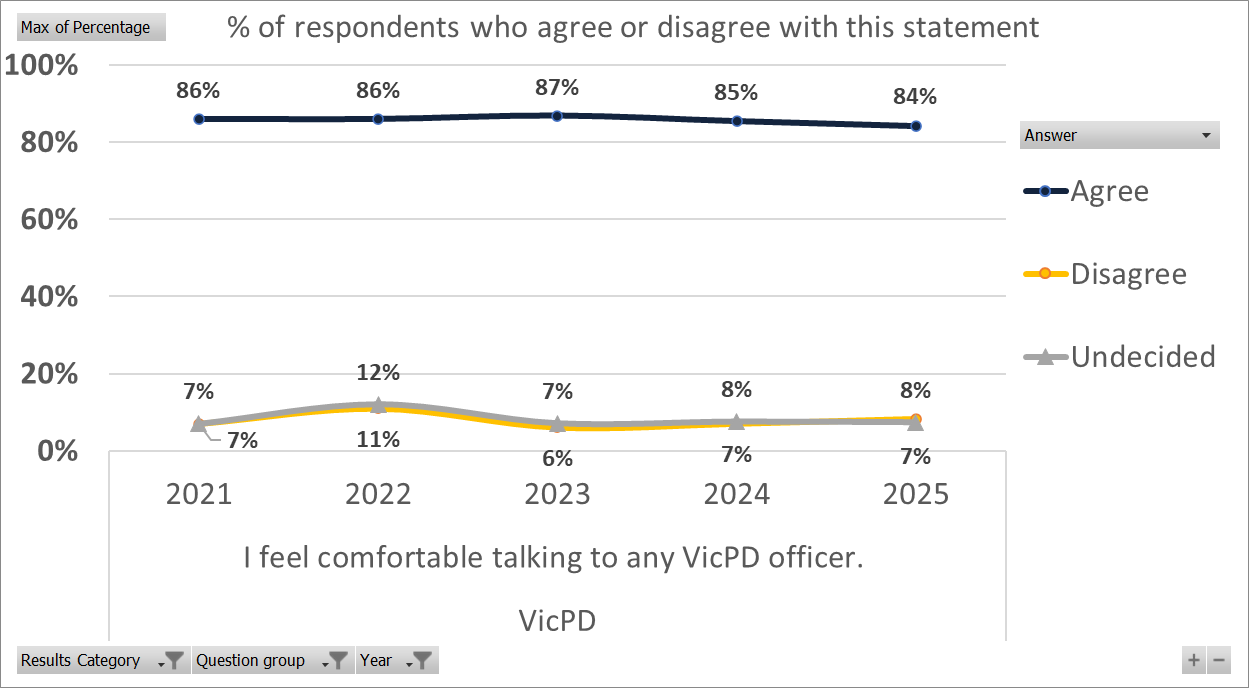 Max of Percentage
% of respondents who agree or disagree with this statement
100%
80%
60%
40%
20%
0%
86%
86%
87%
85%
84%
7%
12%
7%
8%
8%
7%
11%
6%
7%
7%
2021
2022
2023
2024
2025
I feel comfortable talking to any VicPD officer.
VicPD
Answer
Agree
Disagree
Undecided
Results Category
Question group
Year
+
−